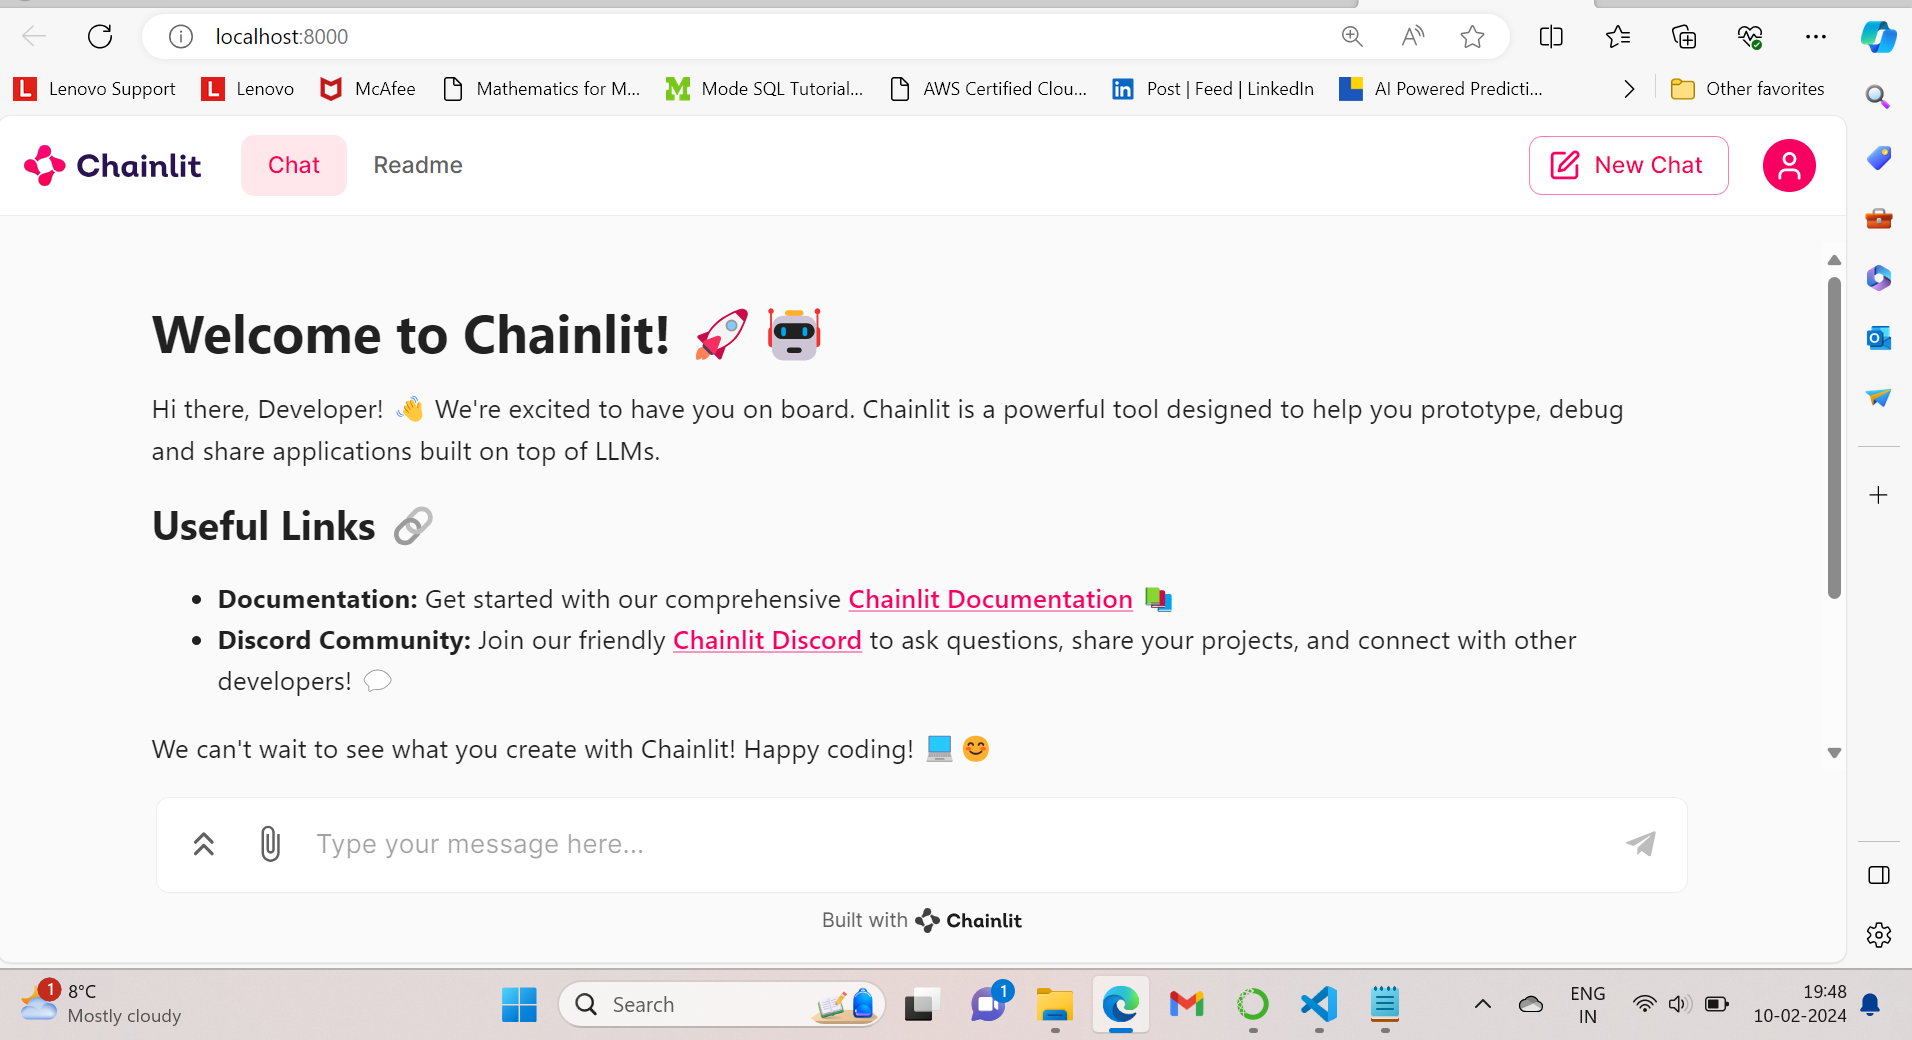 localhost:8000
Lenovo Support Lenovo McAfee Mathematics for M... Mode SQL Tutorial... AWS Certified Clou... Post | Feed | LinkedIn AI Powered Predicti... Other favorites
Chainlit Chat Readme New Chat
Welcome to Chainlit! 🚀 🤖
Hi there, Developer! 👋 We're excited to have you on board. Chainlit is a powerful tool designed to help you prototype, debug
and share applications built on top of LLMs.
Useful Links 🔗
• Documentation: Get started with our comprehensive Chainlit Documentation 📚
• Discord Community: Join our friendly Chainlit Discord to ask questions, share your projects, and connect with other
developers! 💬
We can't wait to see what you create with Chainlit! Happy coding! 💻 😊
Type your message here...
Built with Chainlit
1 8°C
Mostly cloudy
Search
1
ENG
IN
19:48
10-02-2024